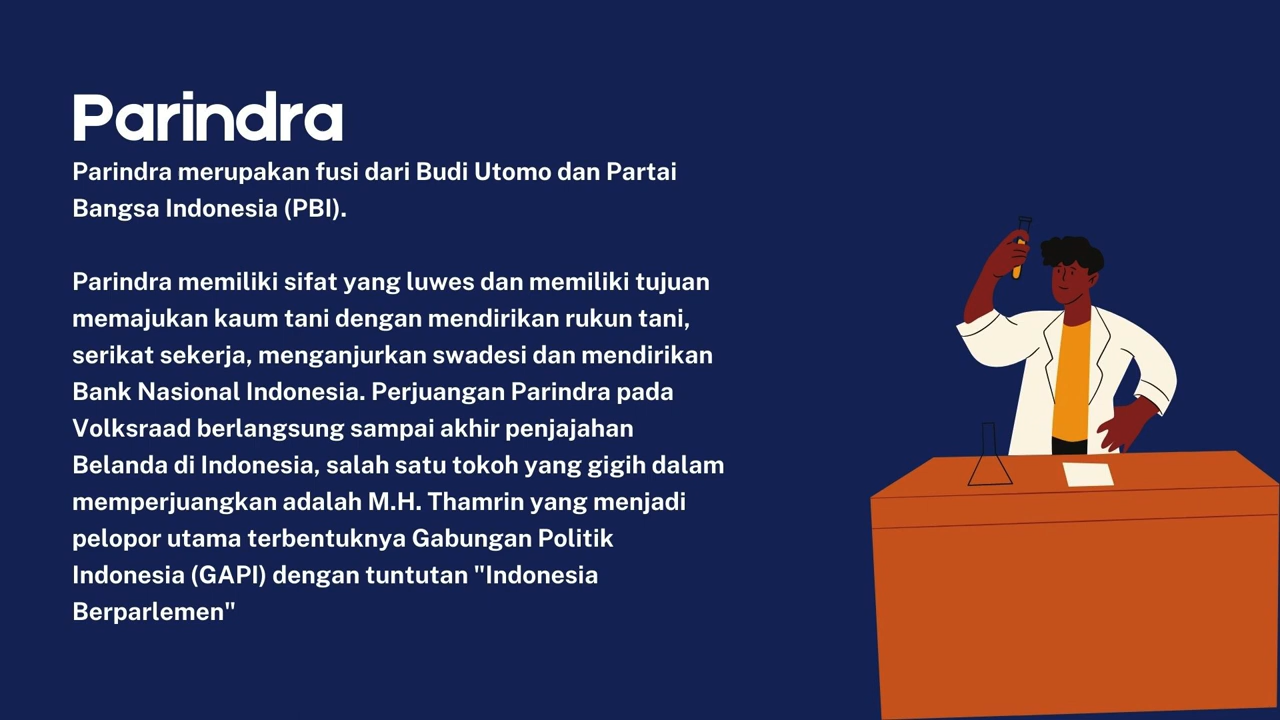 Parindra
Parindra merupakan fusi dari Budi Utomo dan Partai
Bangsa Indonesia (PBI).
Parindra memiliki sifat yang luwes dan memiliki tujuan
memajukan kaum tani dengan mendirikan rukun tani,
serikat sekerja, menganjurkan swadesi dan mendirikan
Bank Nasional Indonesia. Perjuangan Parindra pada
Volksraad berlangsung sampai akhir penjajahan
Belanda di Indonesia, salah satu tokoh yang gigih dalam
memperjuangkan adalah M.H. Thamrin yang menjadi
pelopor utama terbentuknya Gabungan Politik
Indonesia (GAPI) dengan tuntutan "Indonesia
Berparlemen"